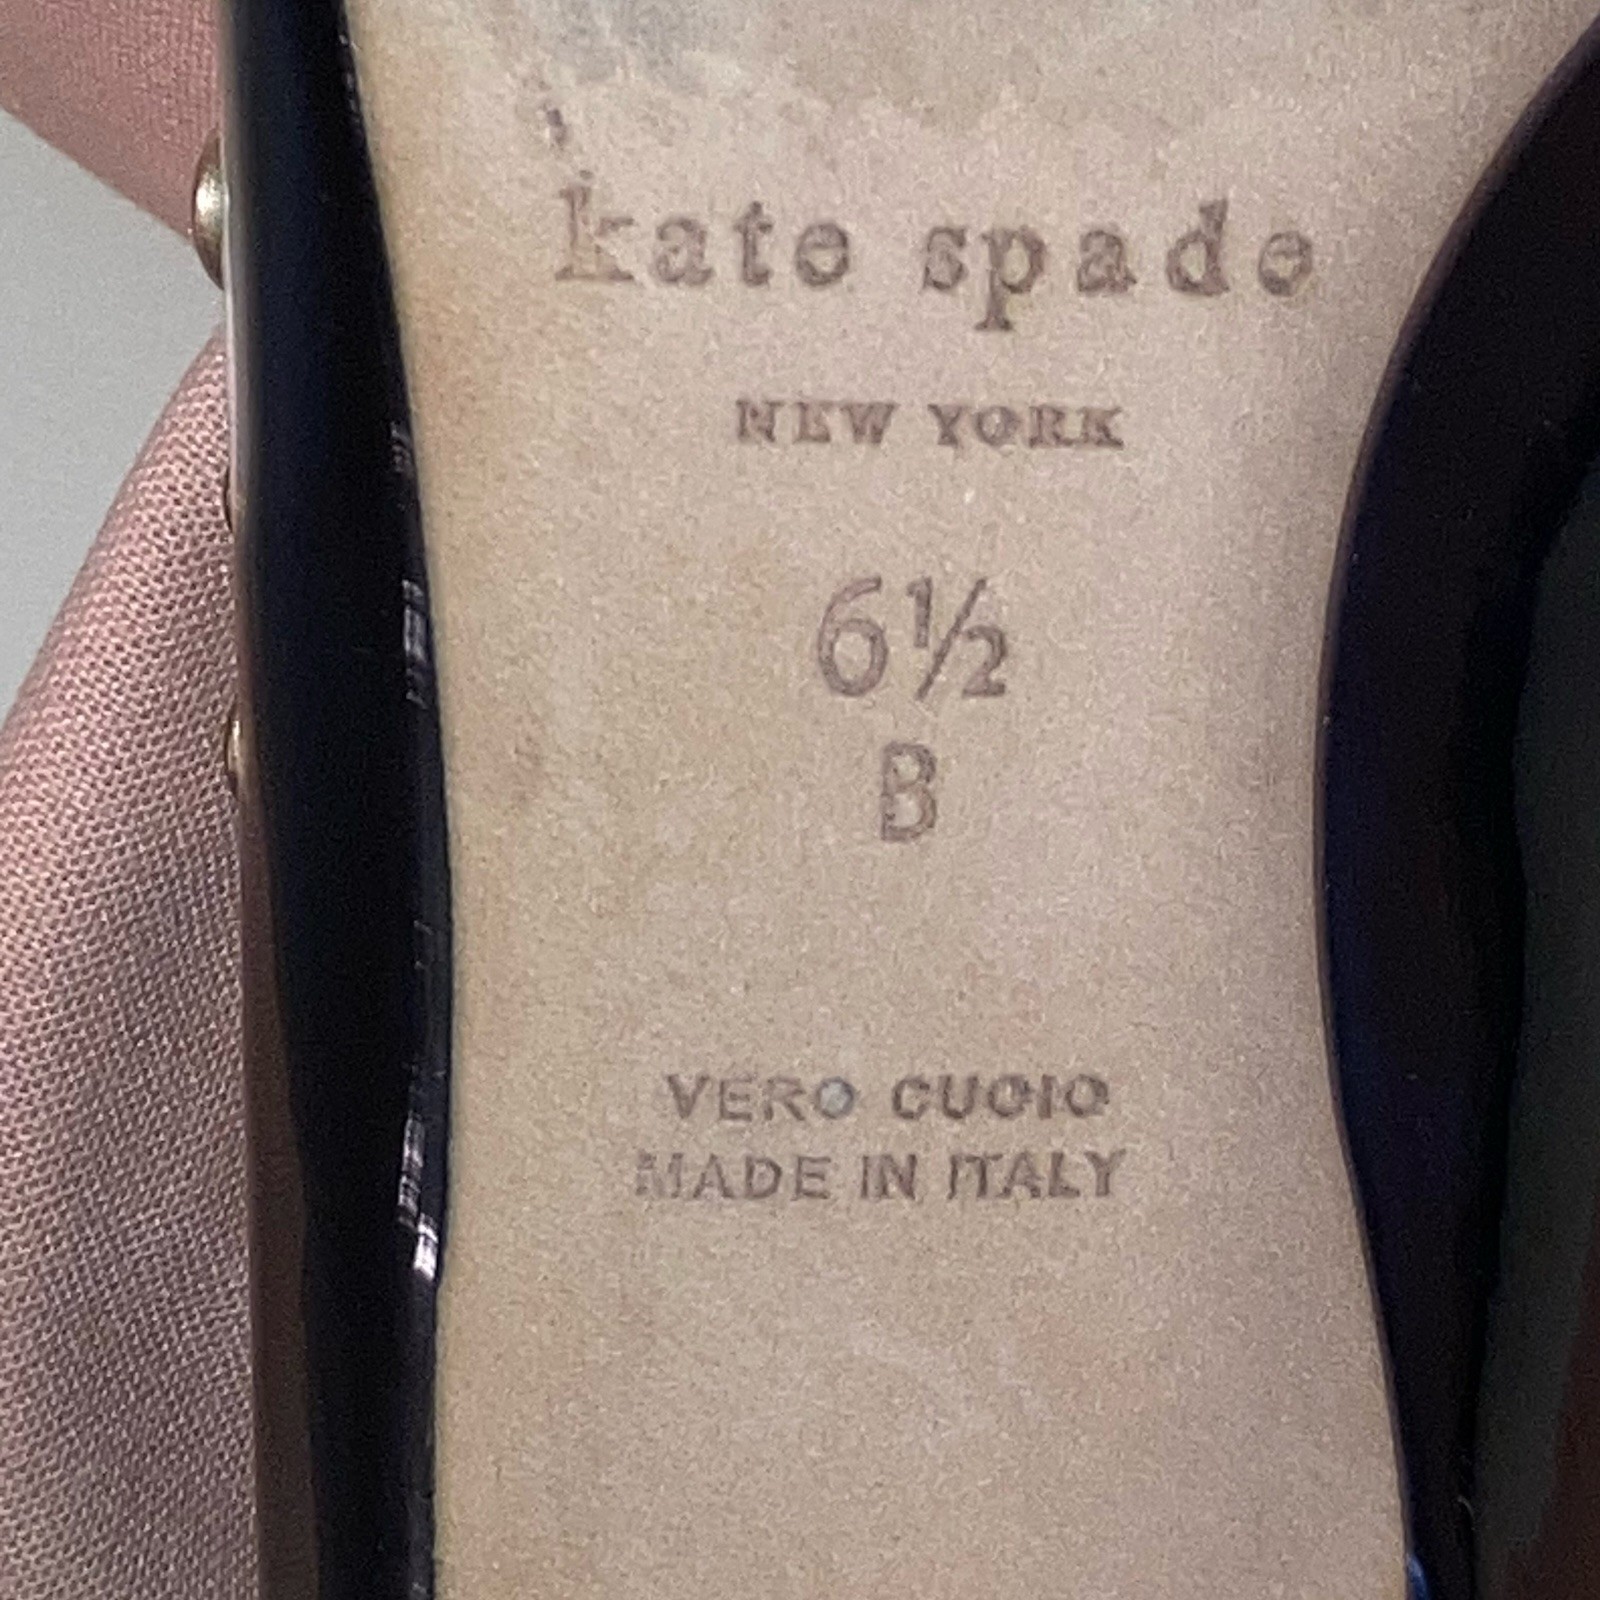 kate spade
NEW YORK
6½
B
VERO CUOIO
MADE IN ITALY